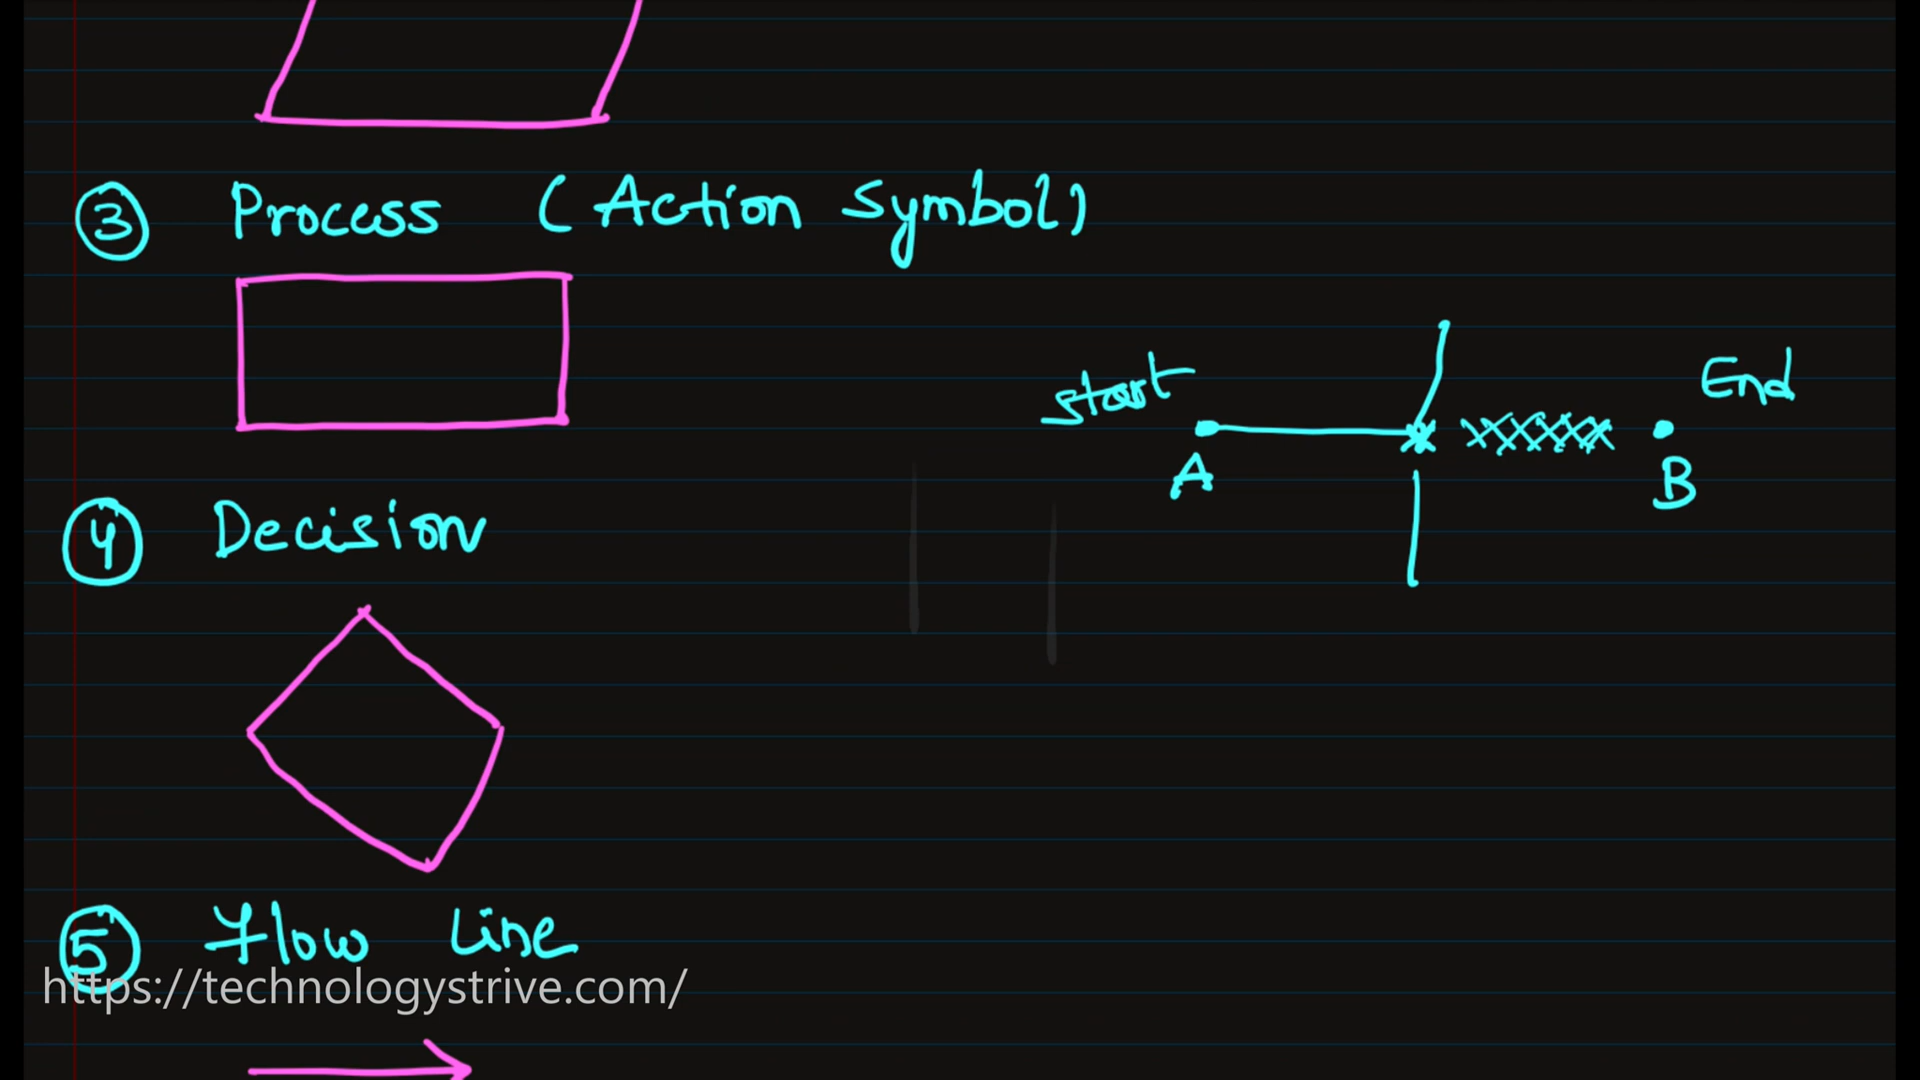 3 Process (Action Symbol)
start
End
A
B
4 Decision
5 Flow Line
https://technologystrive.com/